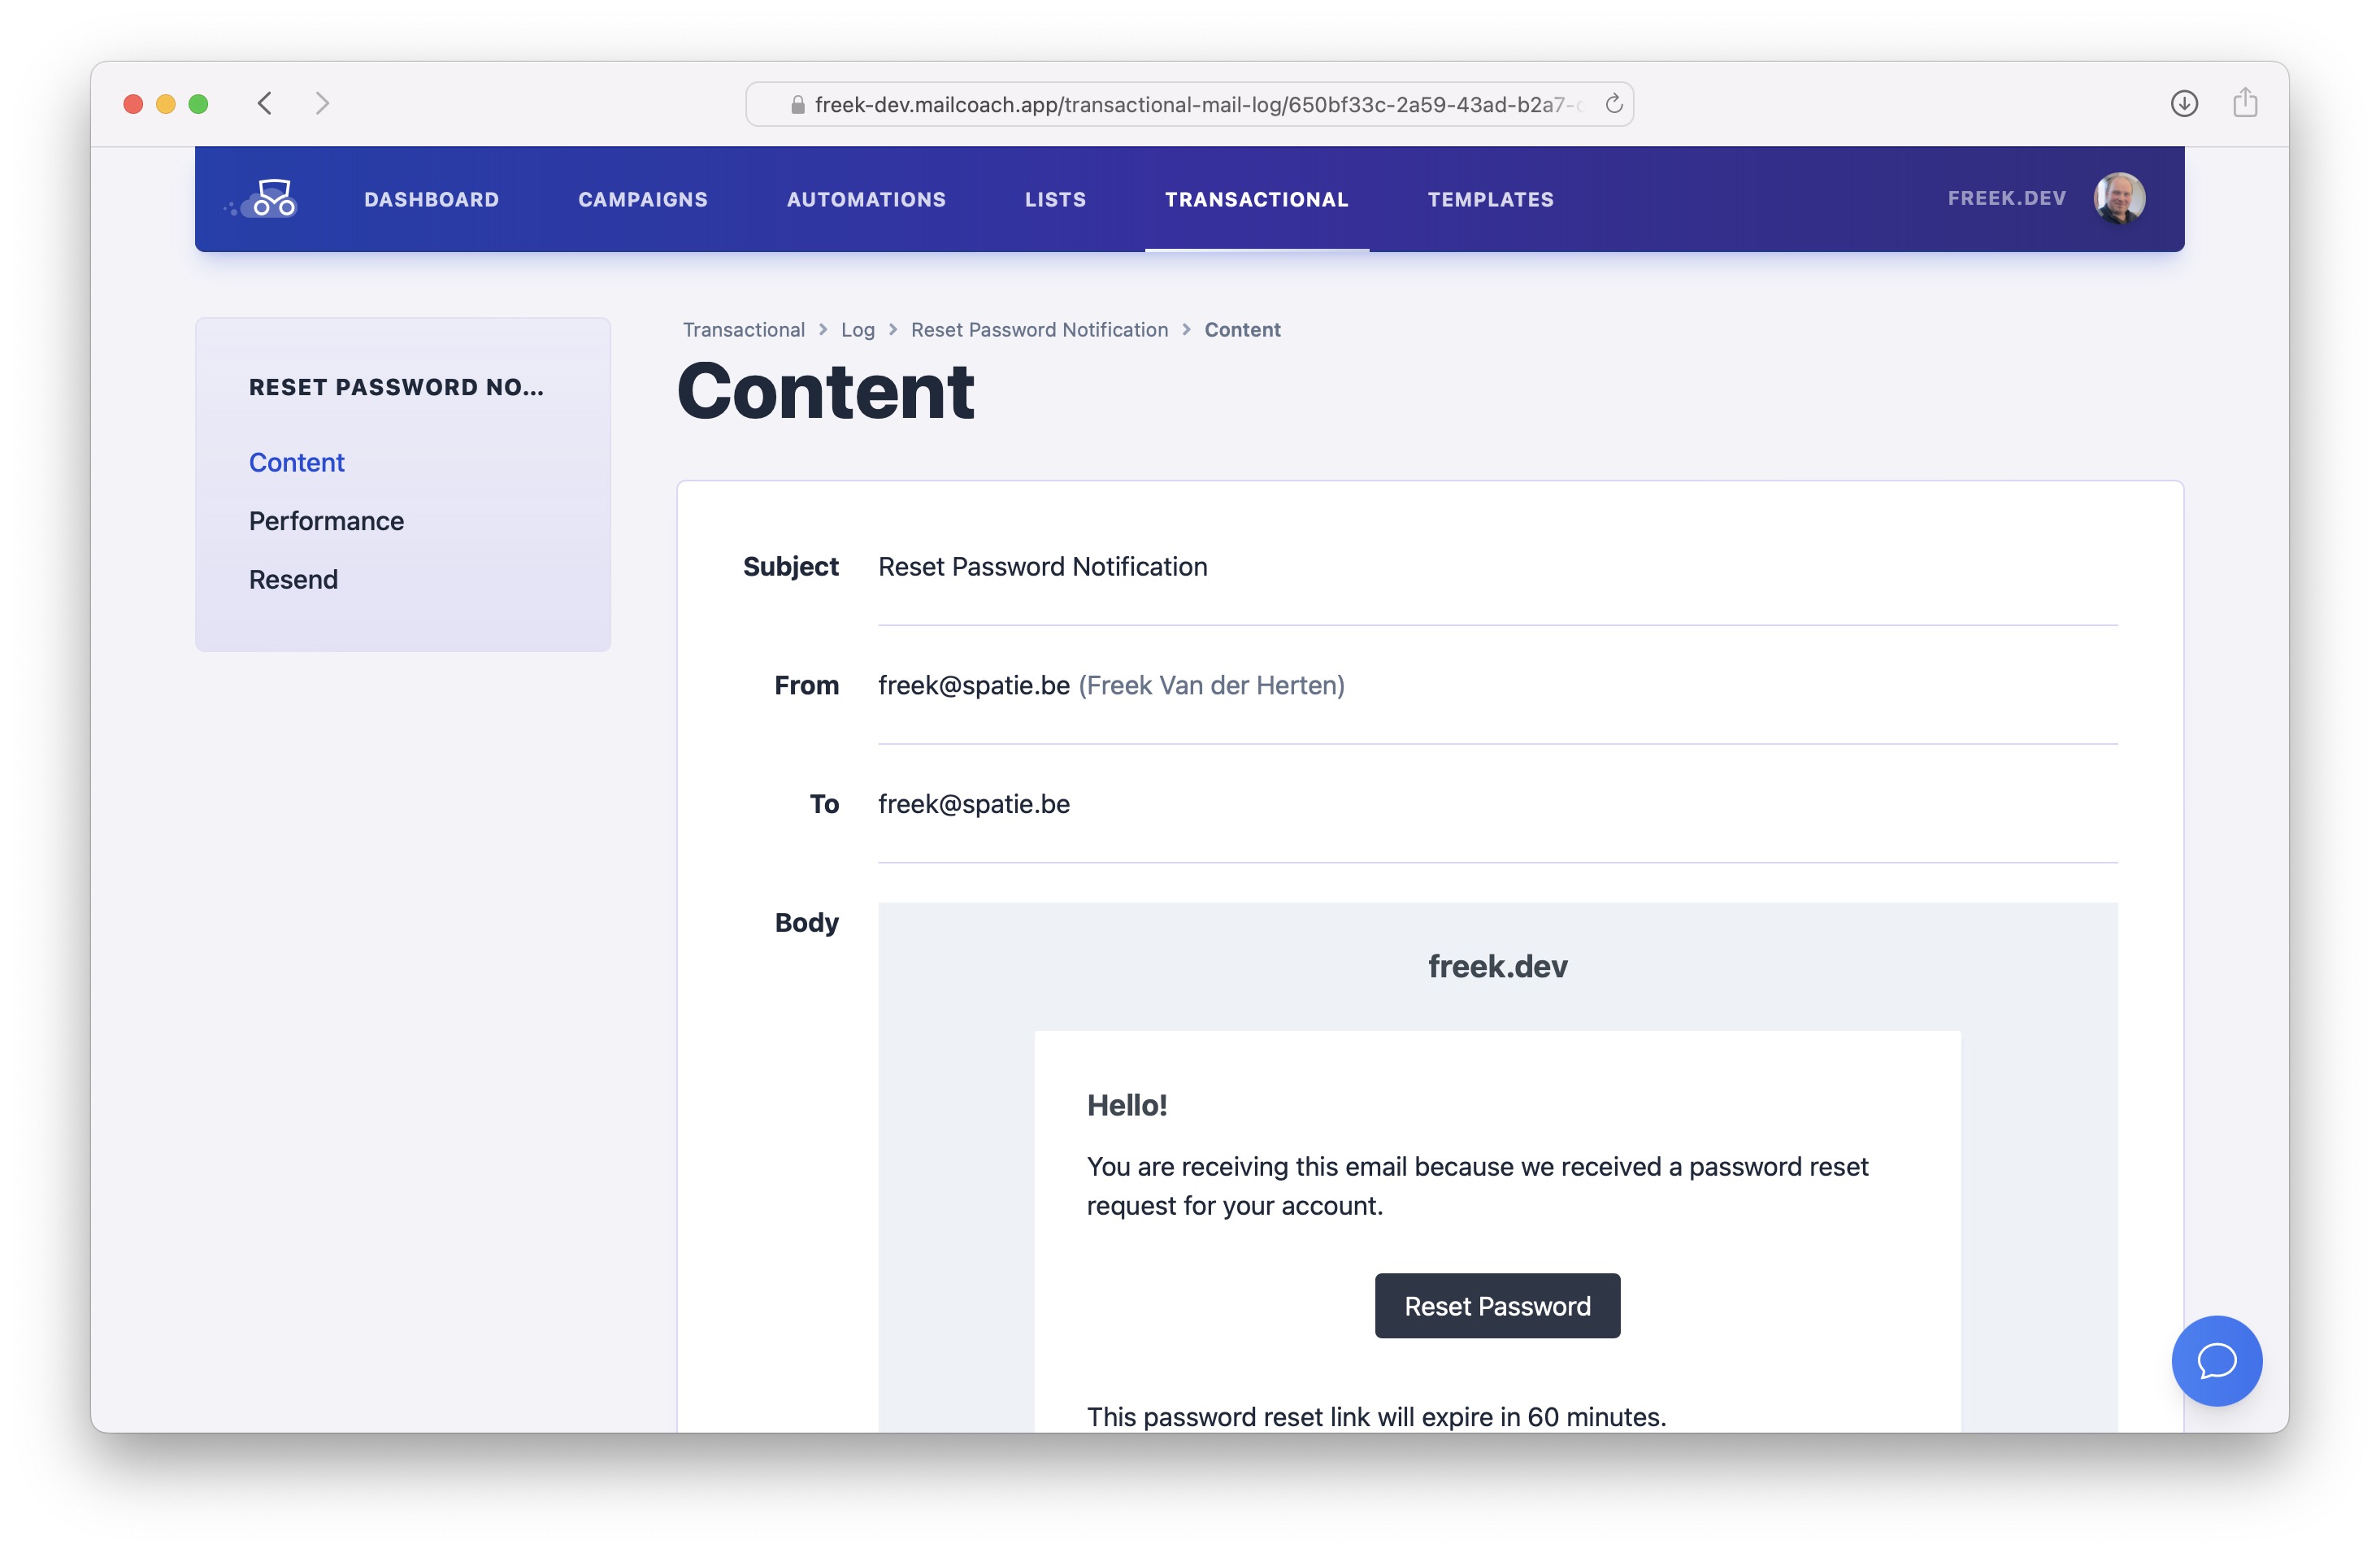 freek-dev.mailcoach.app/transactional-mail-log/650bf33c-2a59-43ad-b2a7-
DASHBOARD CAMPAIGNS AUTOMATIONS LISTS TRANSACTIONAL TEMPLATES FREEK.DEV
RESET PASSWORD NO...
Content
Performance
Resend
Transactional > Log > Reset Password Notification > Content
Content
Subject Reset Password Notification
From freek@spatie.be (Freek Van der Herten)
To freek@spatie.be
Body
freek.dev
Hello!
You are receiving this email because we received a password reset
request for your account.
Reset Password
This password reset link will expire in 60 minutes.